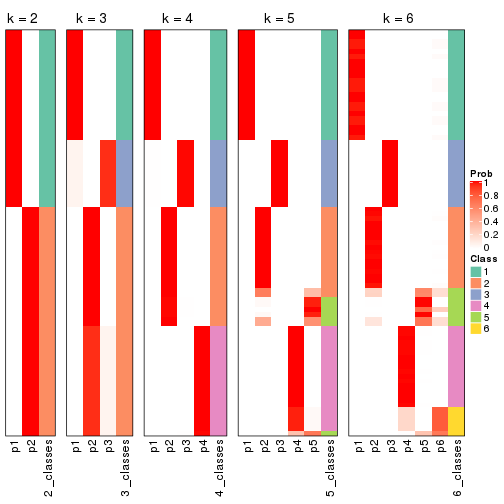 k = 2
k = 3
k = 4
k = 5
k = 6
p1
p2
2_classes
p1
p2
p3
3_classes
p1
p2
p3
p4
4_classes
p1
p2
p3
p4
p5
5_classes
p1
p2
p3
p4
p5
p6
6_classes
Prob
1
0.8
0.6
0.4
0.2
0
Class
1
2
3
4
5
6